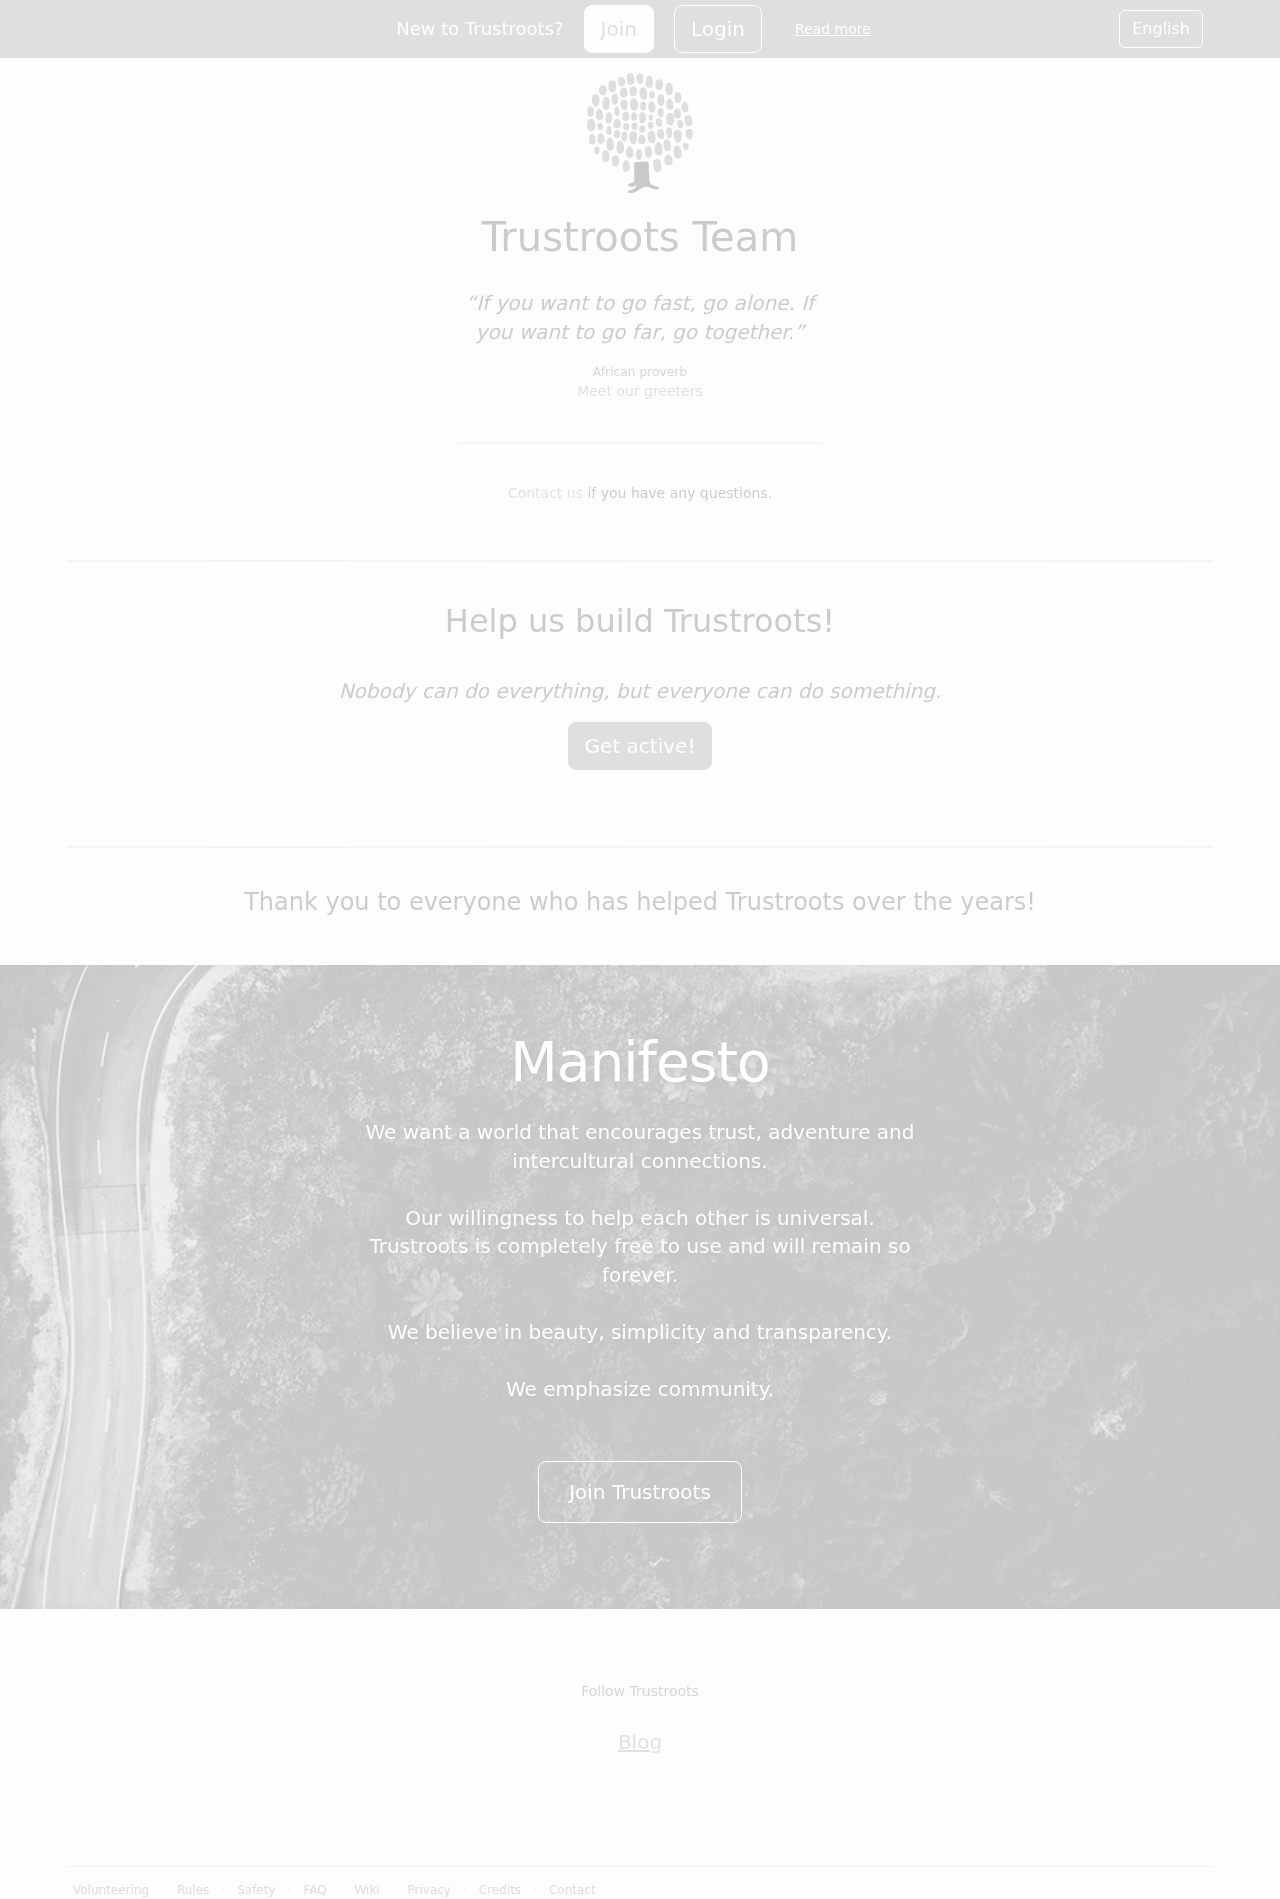 New to Trustroots? Join Login Read more English
Trustroots Team
“If you want to go fast, go alone. If
you want to go far, go together.”
African proverb
Meet our greeters
Contact us if you have any questions.
Help us build Trustroots!
Nobody can do everything, but everyone can do something.
Get active!
Thank you to everyone who has helped Trustroots over the years!
Manifesto
We want a world that encourages trust, adventure and
intercultural connections.
Our willingness to help each other is universal.
Trustroots is completely free to use and will remain so
forever.
We believe in beauty, simplicity and transparency.
We emphasize community.
Join Trustroots
Follow Trustroots
Blog
Volunteering · Rules · Safety · FAQ · Wiki · Privacy · Credits · Contact